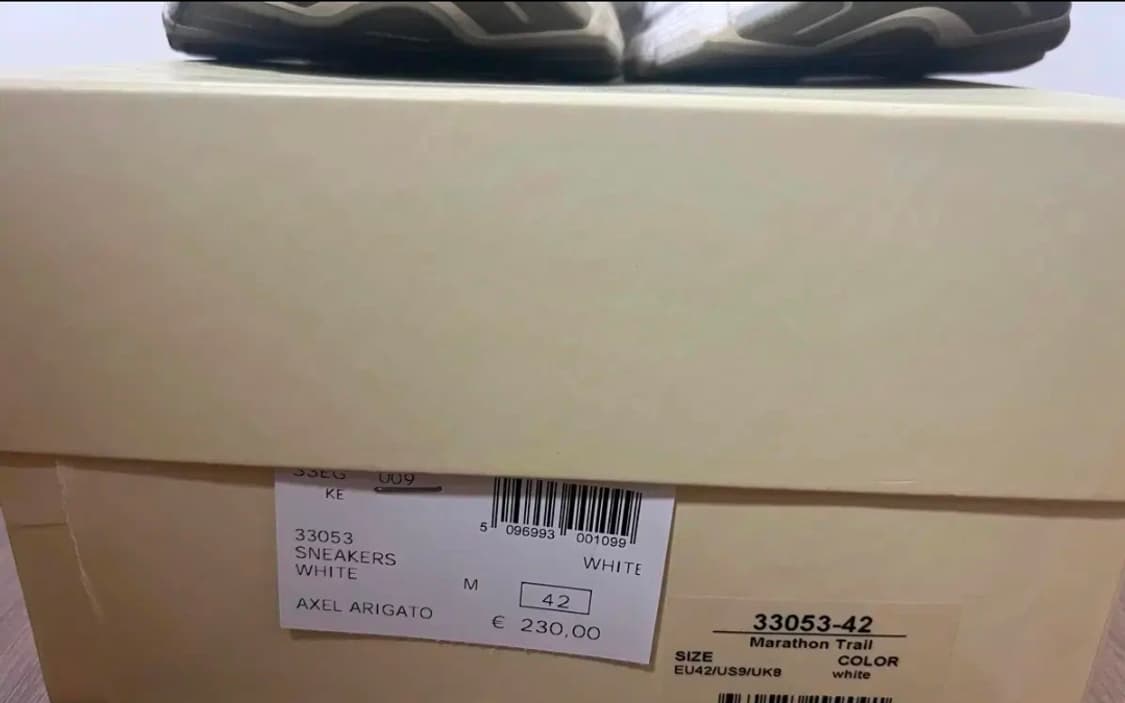 33EG 009
KE
5 096993 001099
33053
SNEAKERS
WHITE
WHITE
M 42
AXEL ARIGATO
€ 230,00
33053-42
Marathon Trail
SIZE COLOR
EU42/US9/UK8 white